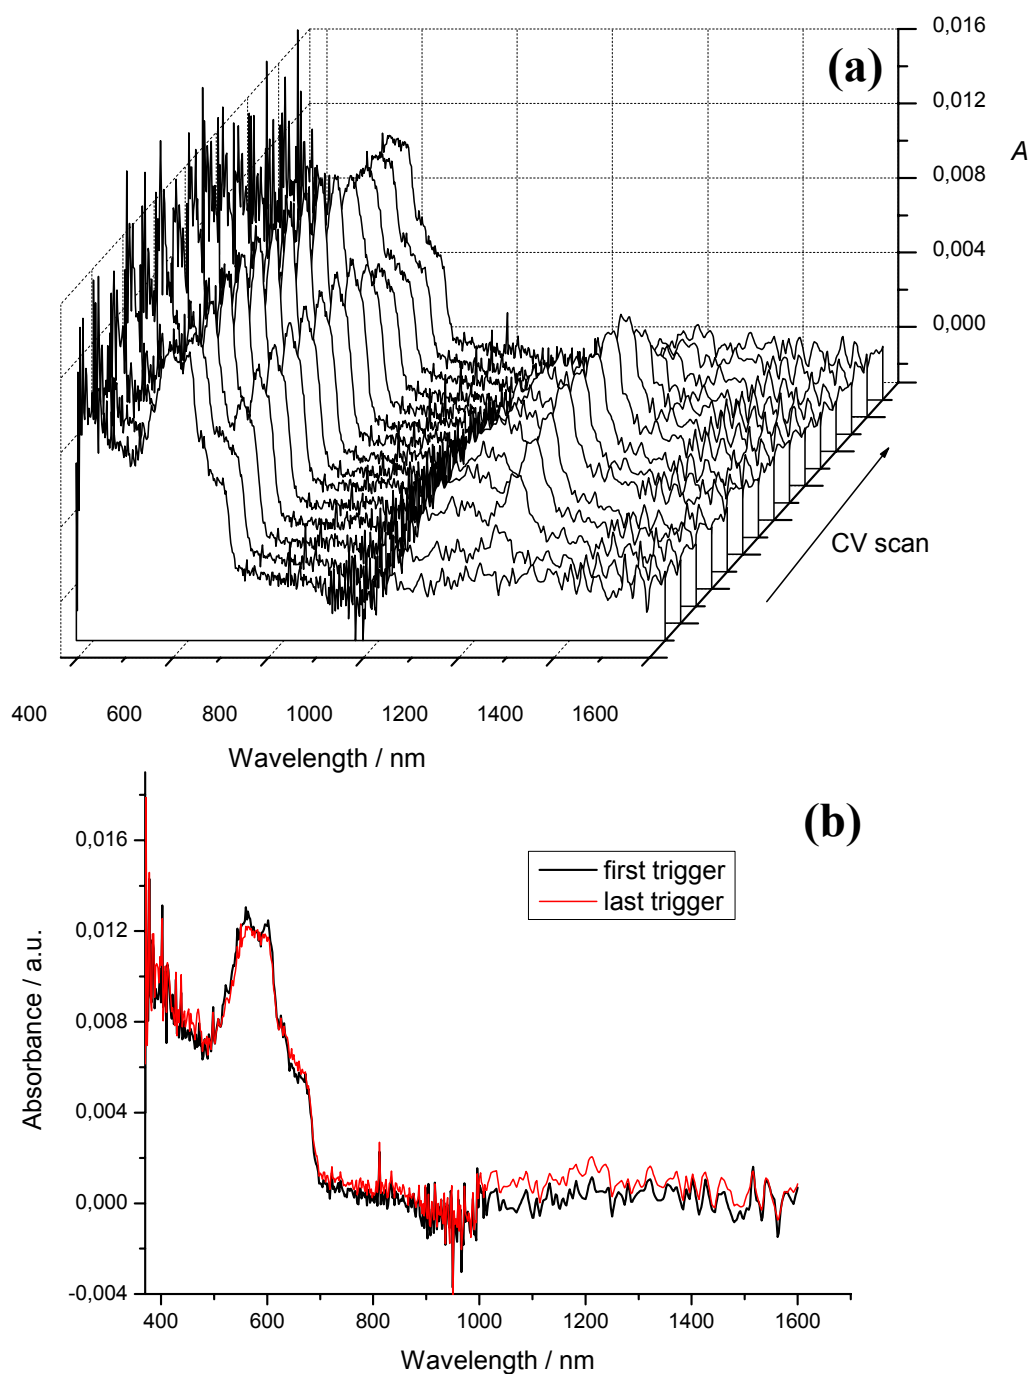 (a)
0,016
0,012
A
0,008
0,004
0,000
CV scan
400 600 800 1000 1200 1400 1600
Wavelength / nm
(b)
0,016
first trigger
last trigger
0,012
Absorbance / a.u.
0,008
0,004
0,000
-0,004
400 600 800 1000 1200 1400 1600
Wavelength / nm